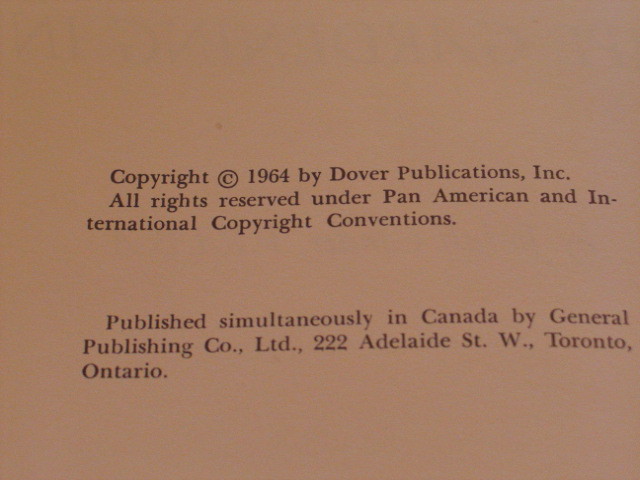 Copyright © 1964 by Dover Publications, Inc.
All rights reserved under Pan American and In-
ternational Copyright Conventions.
Published simultaneously in Canada by General
Publishing Co., Ltd., 222 Adelaide St. W., Toronto,
Ontario.